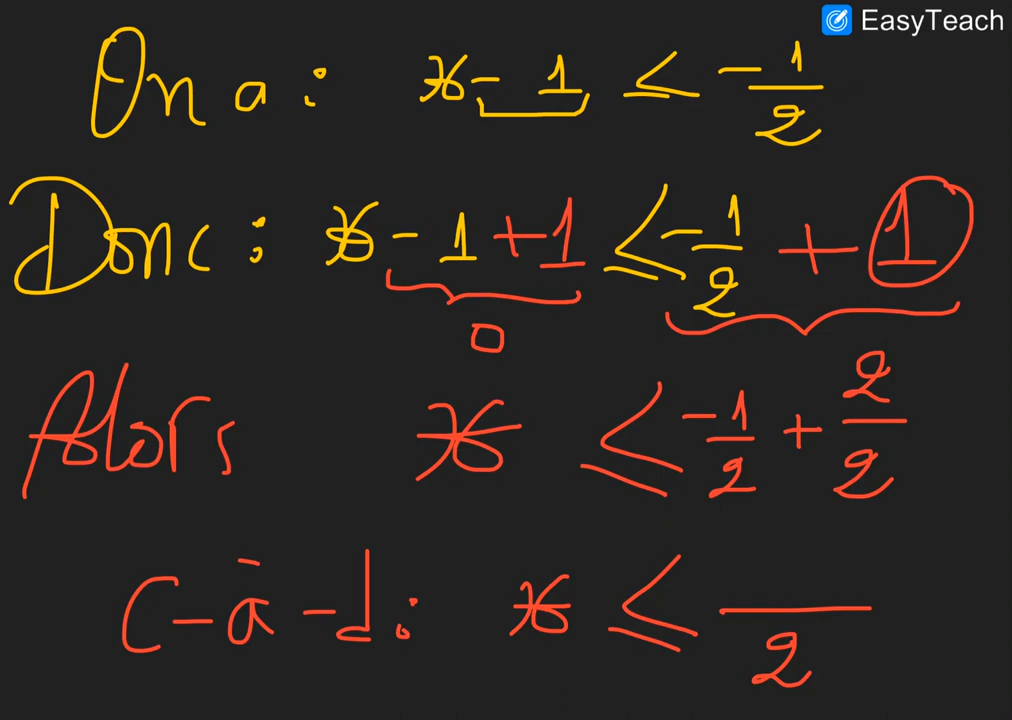 EasyTeach
On a : x - 1 ≤ - 1/2
Donc : x - 1 + 1 ≤ - 1/2 + 1
0
Alors x ≤ - 1/2 + 2/2
C-à-d : x ≤ /2